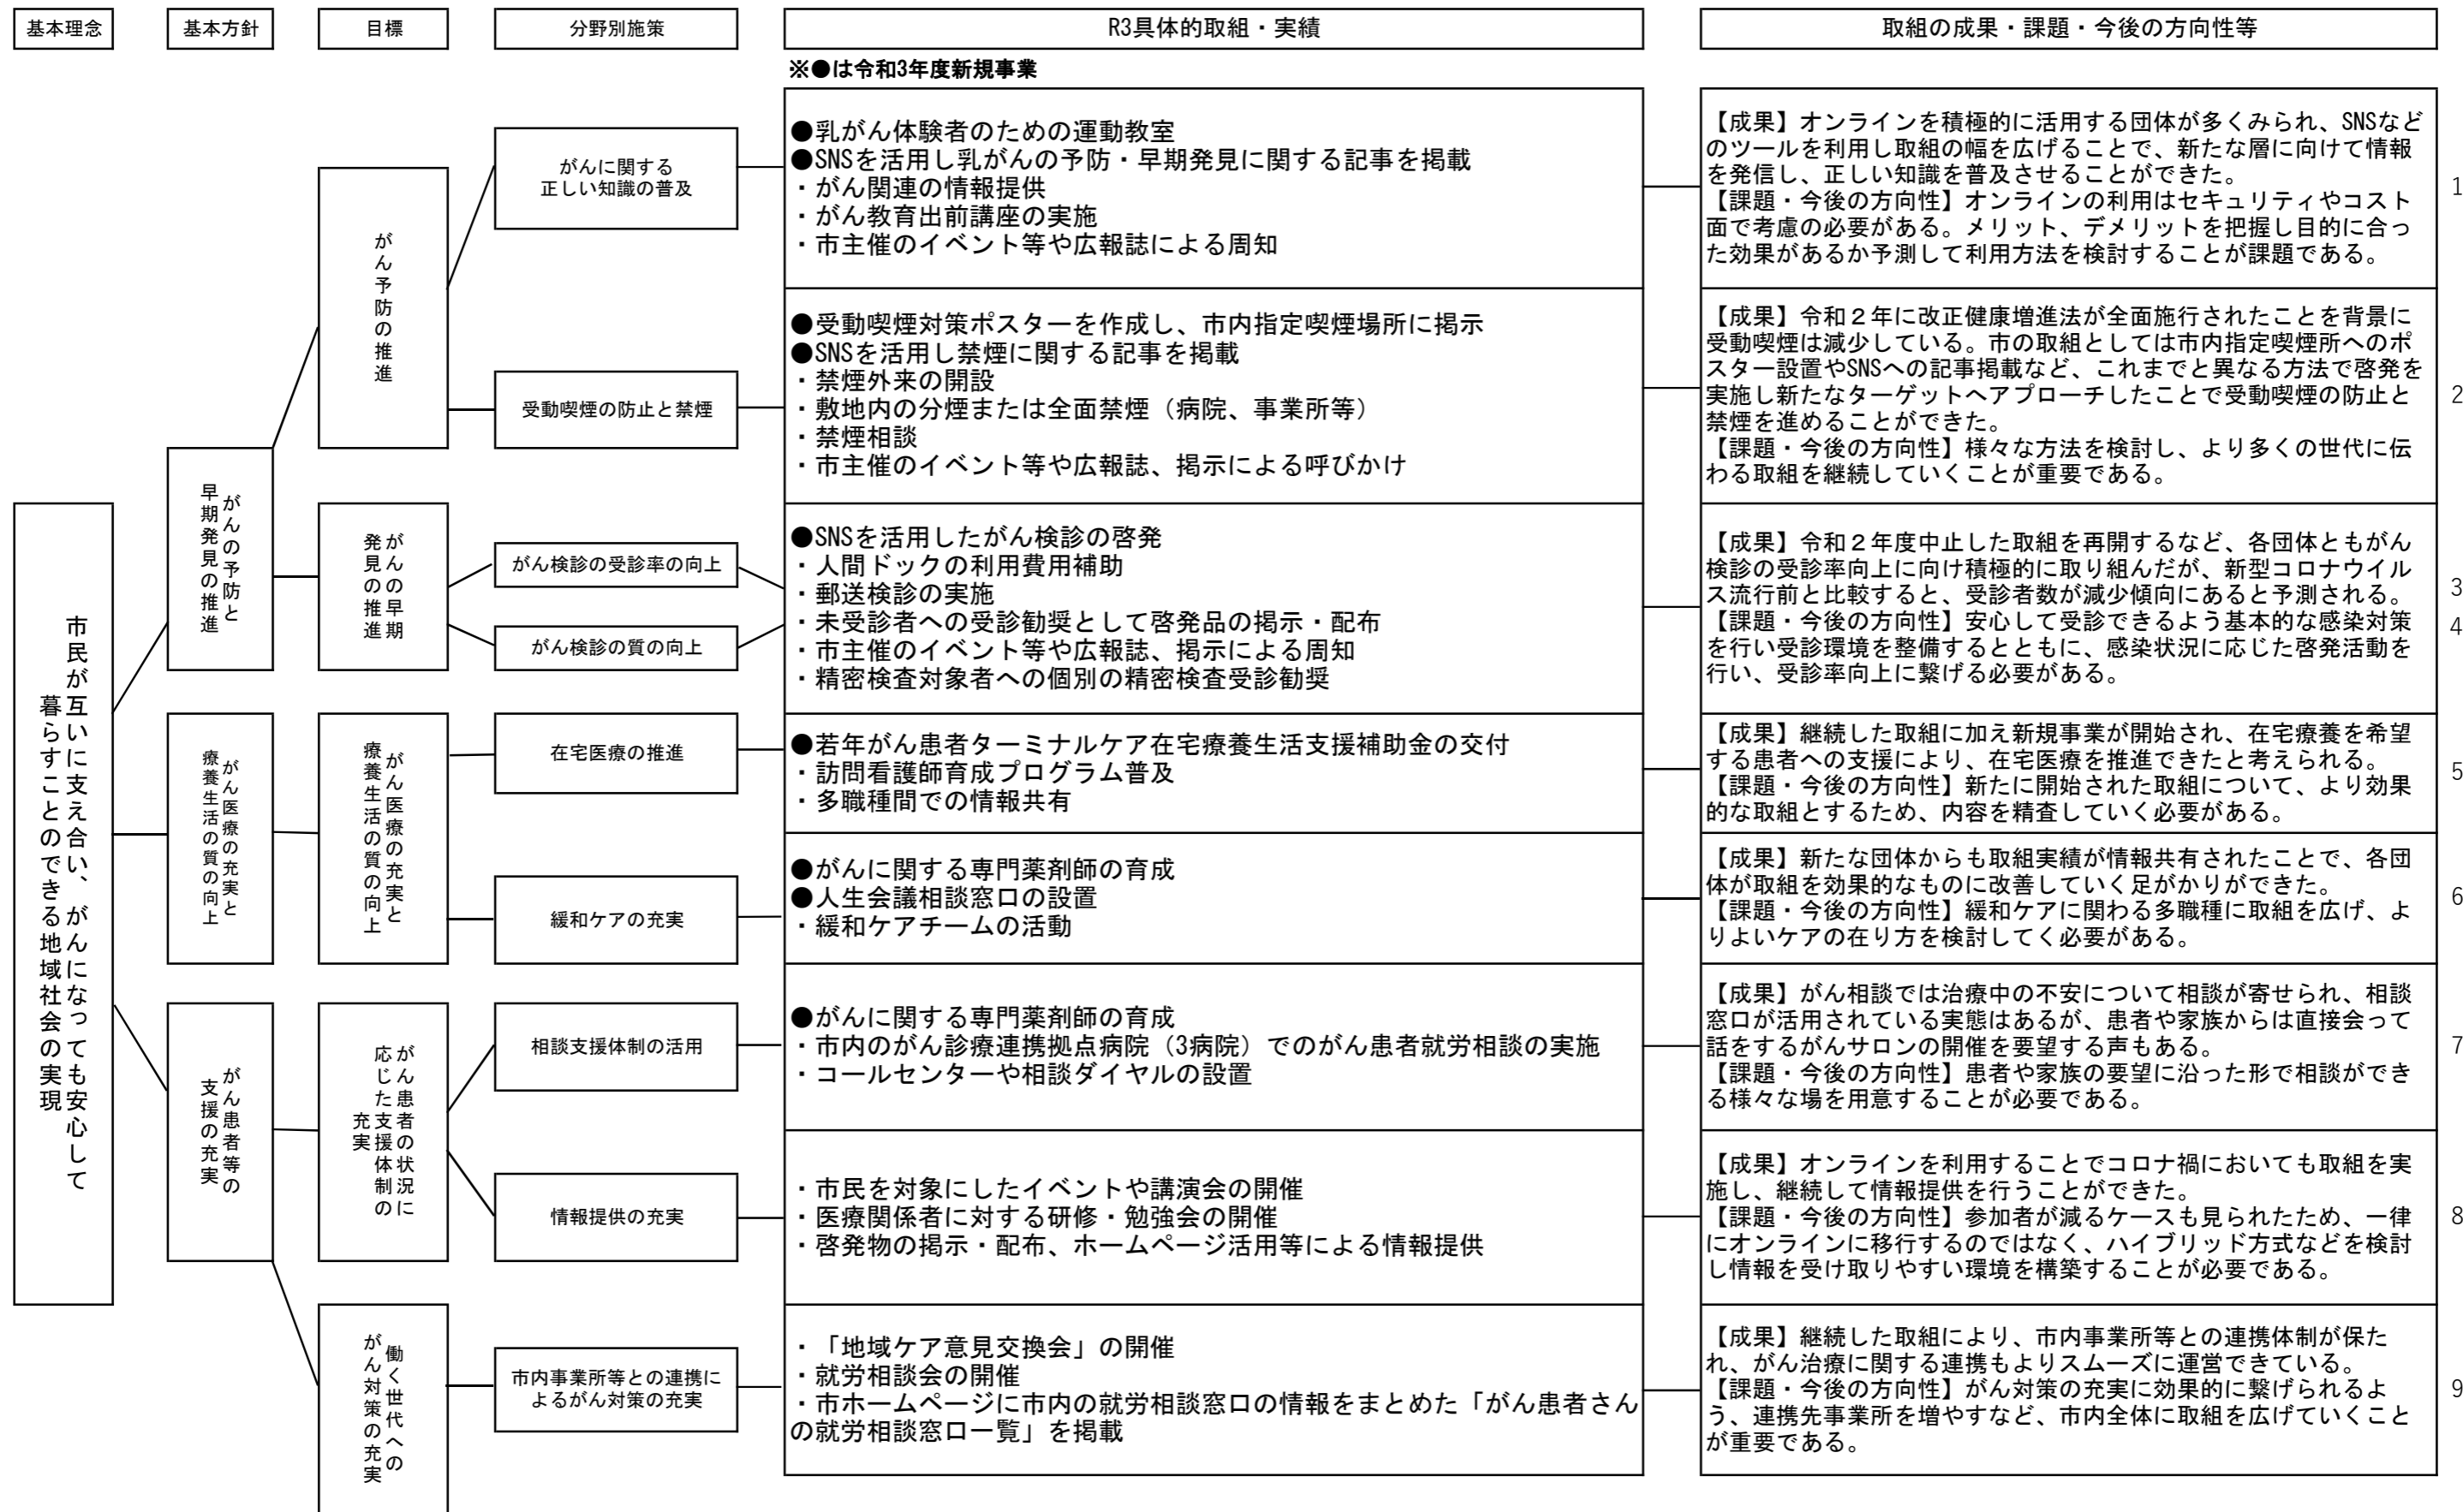 基本理念
基本方針
目標
分野別施策
R3具体的取組・実績
取組の成果・課題・今後の方向性等
※●は令和3年度新規事業
市民が互いに支え合い、がんになっても安心して
暮らすことのできる地域社会の実現
がんの予防と
早期発見の推進
がん予防の推進
がんに関する
正しい知識の普及
●乳がん体験者のための運動教室
●SNSを活用し乳がんの予防・早期発見に関する記事を掲載
・がん関連の情報提供
・がん教育出前講座の実施
・市主催のイベント等や広報誌による周知
【成果】オンラインを積極的に活用する団体が多くみられ、SNSなど
のツールを利用し取組の幅を広げることで、新たな層に向けて情報
を発信し、正しい知識を普及させることができた。
【課題・今後の方向性】オンラインの利用はセキュリティやコスト
面で考慮の必要がある。メリット、デメリットを把握し目的に合っ
た効果があるか予測して利用方法を検討することが課題である。
1
受動喫煙の防止と禁煙
●受動喫煙対策ポスターを作成し、市内指定喫煙場所に掲示
●SNSを活用し禁煙に関する記事を掲載
・禁煙外来の開設
・敷地内の分煙または全面禁煙（病院、事業所等）
・禁煙相談
・市主催のイベント等や広報誌、掲示による呼びかけ
【成果】令和２年に改正健康増進法が全面施行されたことを背景に
受動喫煙は減少している。市の取組としては市内指定喫煙所へのポ
スター設置やSNSへの記事掲載など、これまでと異なる方法で啓発を
実施し新たなターゲットへアプローチしたことで受動喫煙の防止と
禁煙を進めることができた。
【課題・今後の方向性】様々な方法を検討し、より多くの世代に伝
わる取組を継続していくことが重要である。
2
がんの早期
発見の推進
がん検診の受診率の向上
がん検診の質の向上
●SNSを活用したがん検診の啓発
・人間ドックの利用費用補助
・郵送検診の実施
・未受診者への受診勧奨として啓発品の掲示・配布
・市主催のイベント等や広報誌、掲示による周知
・精密検査対象者への個別の精密検査受診勧奨
【成果】令和２年度中止した取組を再開するなど、各団体ともがん
検診の受診率向上に向け積極的に取り組んだが、新型コロナウイル
ス流行前と比較すると、受診者数が減少傾向にあると予測される。
【課題・今後の方向性】安心して受診できるよう基本的な感染対策
を行い受診環境を整備するとともに、感染状況に応じた啓発活動を
行い、受診率向上に繋げる必要がある。
3
4
がん医療の充実と
療養生活の質の向上
がん医療の充実と
療養生活の質の向上
在宅医療の推進
●若年がん患者ターミナルケア在宅療養生活支援補助金の交付
・訪問看護師育成プログラム普及
・多職種間での情報共有
【成果】継続した取組に加え新規事業が開始され、在宅療養を希望
する患者への支援により、在宅医療を推進できたと考えられる。
【課題・今後の方向性】新たに開始された取組について、より効果
的な取組とするため、内容を精査していく必要がある。
5
緩和ケアの充実
●がんに関する専門薬剤師の育成
●人生会議相談窓口の設置
・緩和ケアチームの活動
【成果】新たな団体からも取組実績が情報共有されたことで、各団
体が取組を効果的なものに改善していく足がかりができた。
【課題・今後の方向性】緩和ケアに関わる多職種に取組を広げ、よ
りよいケアの在り方を検討してく必要がある。
6
がん患者等の
支援の充実
がん患者の状況に
応じた支援体制の
充実
相談支援体制の活用
●がんに関する専門薬剤師の育成
・市内のがん診療連携拠点病院（3病院）でのがん患者就労相談の実施
・コールセンターや相談ダイヤルの設置
【成果】がん相談では治療中の不安について相談が寄せられ、相談
窓口が活用されている実態はあるが、患者や家族からは直接会って
話をするがんサロンの開催を要望する声もある。
【課題・今後の方向性】患者や家族の要望に沿った形で相談ができ
る様々な場を用意することが必要である。
7
情報提供の充実
・市民を対象にしたイベントや講演会の開催
・医療関係者に対する研修・勉強会の開催
・啓発物の掲示・配布、ホームページ活用等による情報提供
【成果】オンラインを利用することでコロナ禍においても取組を実
施し、継続して情報提供を行うことができた。
【課題・今後の方向性】参加者が減るケースも見られたため、一律
にオンラインに移行するのではなく、ハイブリッド方式などを検討
し情報を受け取りやすい環境を構築することが必要である。
8
働く世代への
がん対策の充実
市内事業所等との連携に
よるがん対策の充実
・「地域ケア意見交換会」の開催
・就労相談会の開催
・市ホームページに市内の就労相談窓口の情報をまとめた「がん患者さん
の就労相談窓口一覧」を掲載
【成果】継続した取組により、市内事業所等との連携体制が保た
れ、がん治療に関する連携もよりスムーズに運営できている。
【課題・今後の方向性】がん対策の充実に効果的に繋げられるよ
う、連携先事業所を増やすなど、市内全体に取組を広げていくこと
が重要である。
9